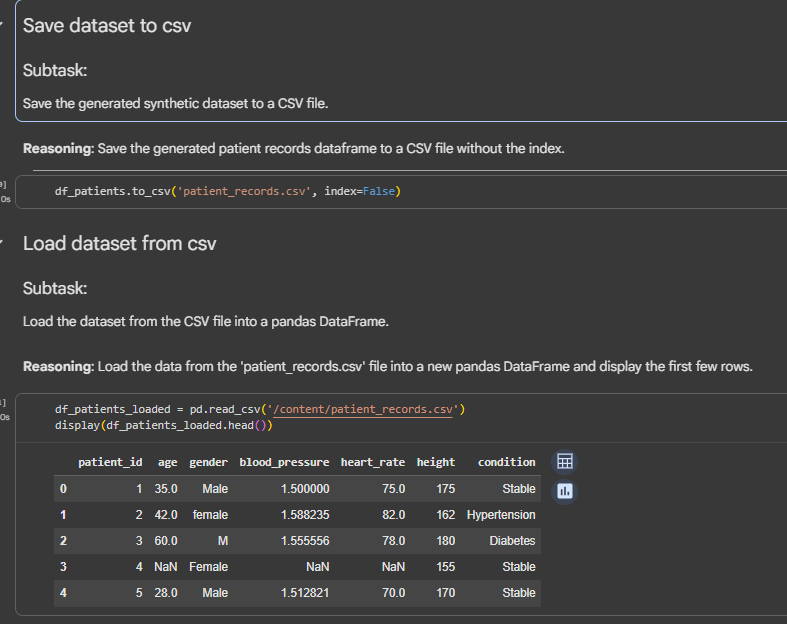 Save dataset to csv
Subtask:
Save the generated synthetic dataset to a CSV file.
Reasoning: Save the generated patient records dataframe to a CSV file without the index.
0s
df_patients.to_csv('patient_records.csv', index=False)
Load dataset from csv
Subtask:
Load the dataset from the CSV file into a pandas DataFrame.
Reasoning: Load the data from the 'patient_records.csv' file into a new pandas DataFrame and display the first few rows.
0s
df_patients_loaded = pd.read_csv('/content/patient_records.csv')
display(df_patients_loaded.head())
patient_id age gender blood_pressure heart_rate height condition
0 1 35.0 Male 1.500000 75.0 175 Stable
1 2 42.0 female 1.588235 82.0 162 Hypertension
2 3 60.0 M 1.555556 78.0 180 Diabetes
3 4 NaN Female NaN NaN 155 Stable
4 5 28.0 Male 1.512821 70.0 170 Stable